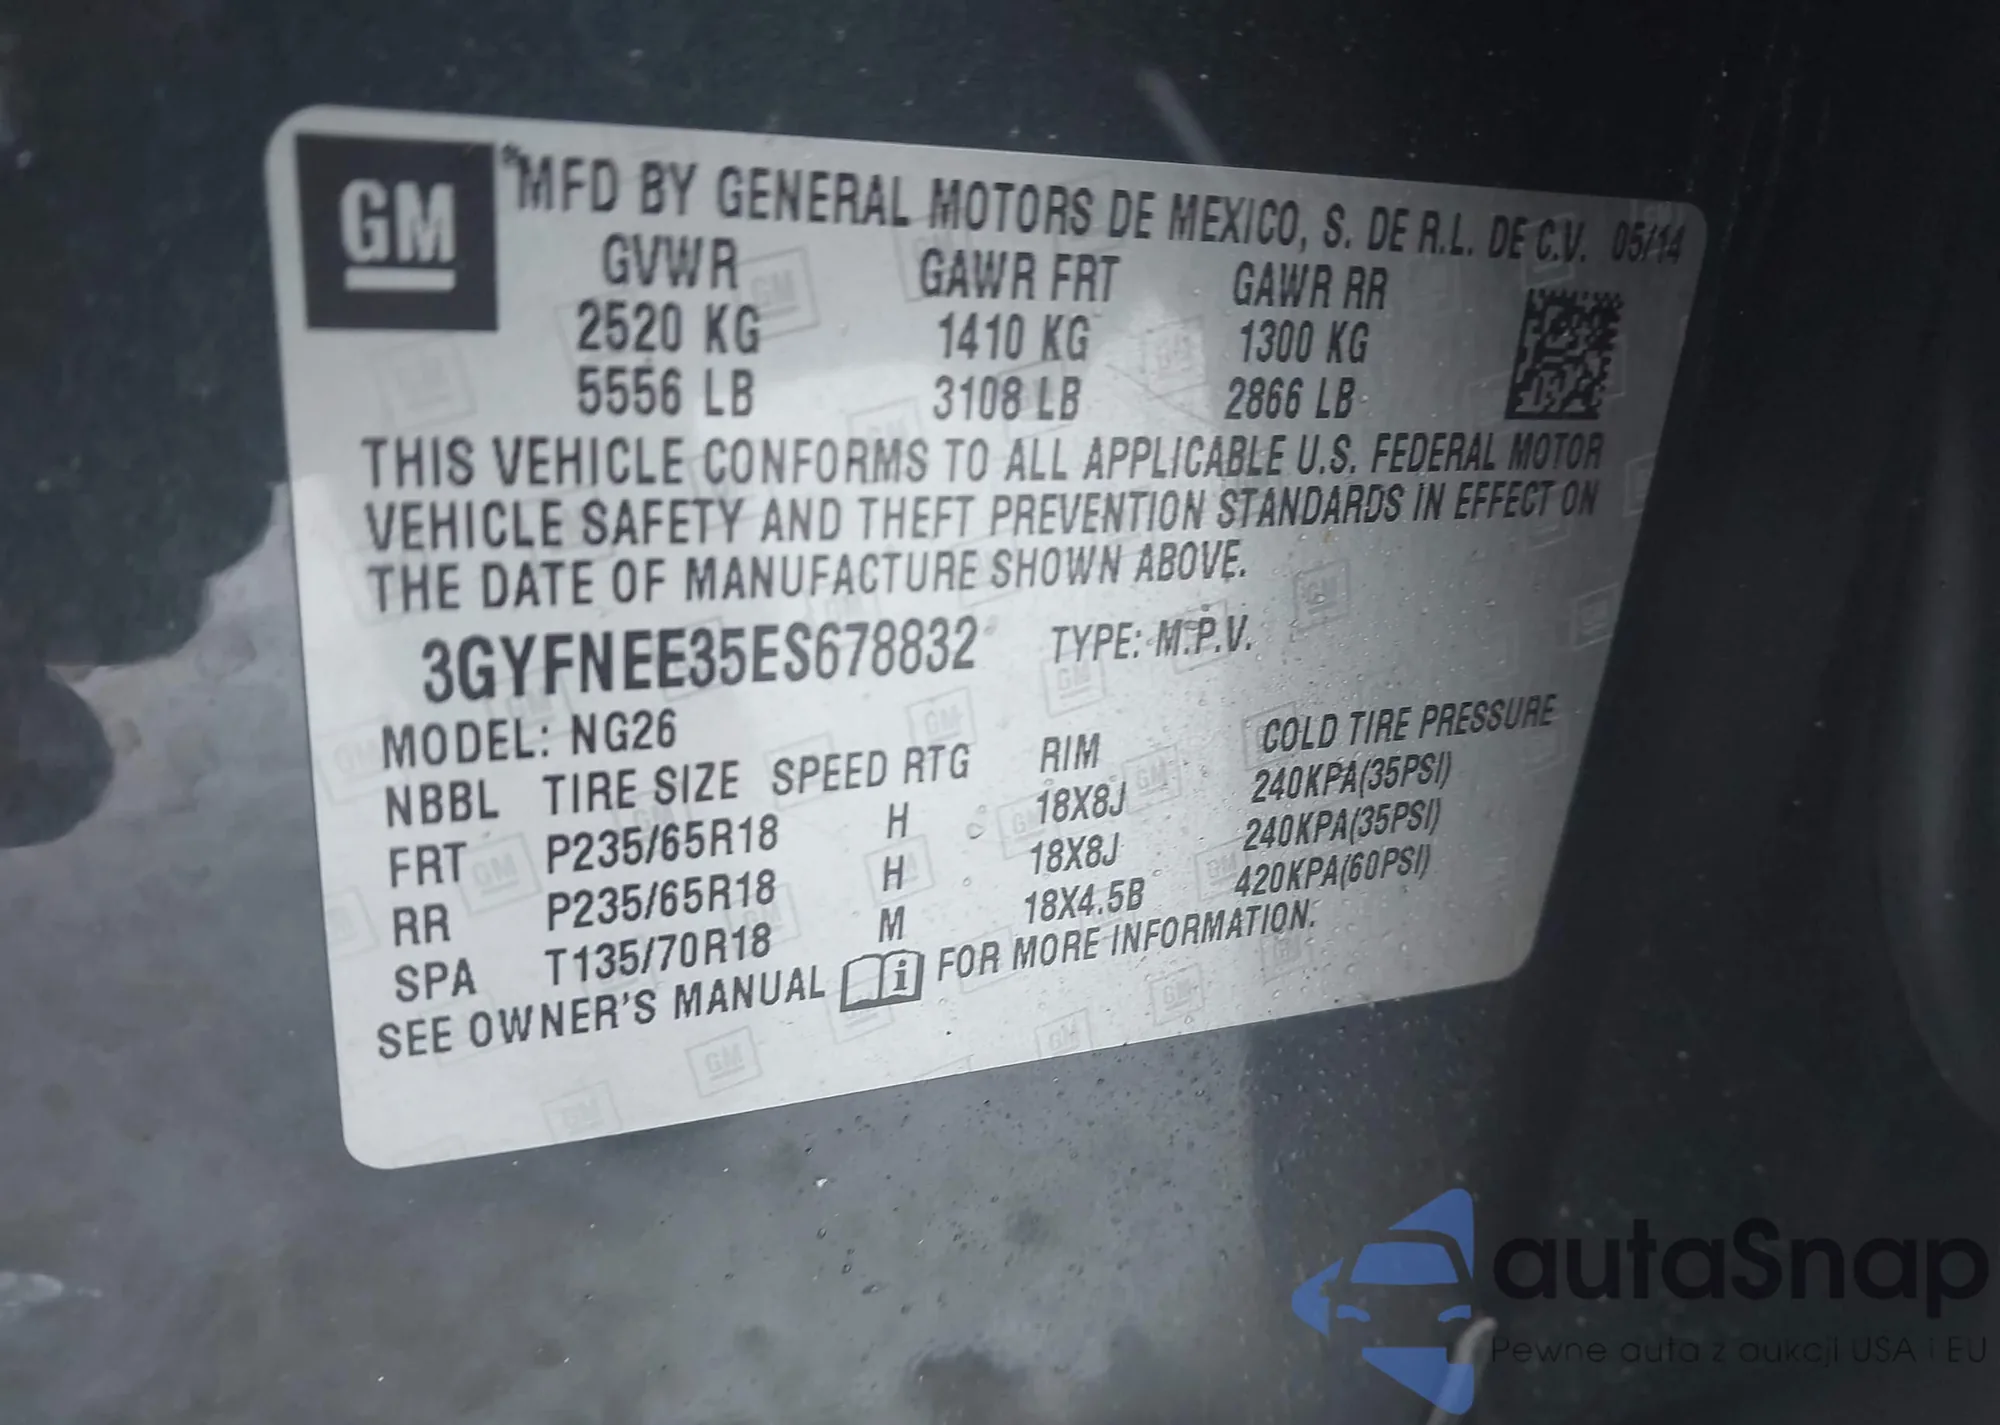 GM
*MFD BY GENERAL MOTORS DE MEXICO, S. DE R.L. DE C.V. 05/14
GVWR GAWR FRT GAWR RR
2520 KG 1410 KG 1300 KG
5556 LB 3108 LB 2866 LB
THIS VEHICLE CONFORMS TO ALL APPLICABLE U.S. FEDERAL MOTOR
VEHICLE SAFETY AND THEFT PREVENTION STANDARDS IN EFFECT ON
THE DATE OF MANUFACTURE SHOWN ABOVE.
3GYFNEE35ES678832 TYPE: M.P.V.
MODEL: NG26
NBBL TIRE SIZE SPEED RTG RIM COLD TIRE PRESSURE
FRT P235/65R18 H 18X8J 240KPA(35PSI)
RR P235/65R18 H 18X8J 240KPA(35PSI)
SPA T135/70R18 M 18X4.5B 420KPA(60PSI)
SEE OWNER'S MANUAL i FOR MORE INFORMATION.
autaSnap
Pewne auta z aukcji USA i EU